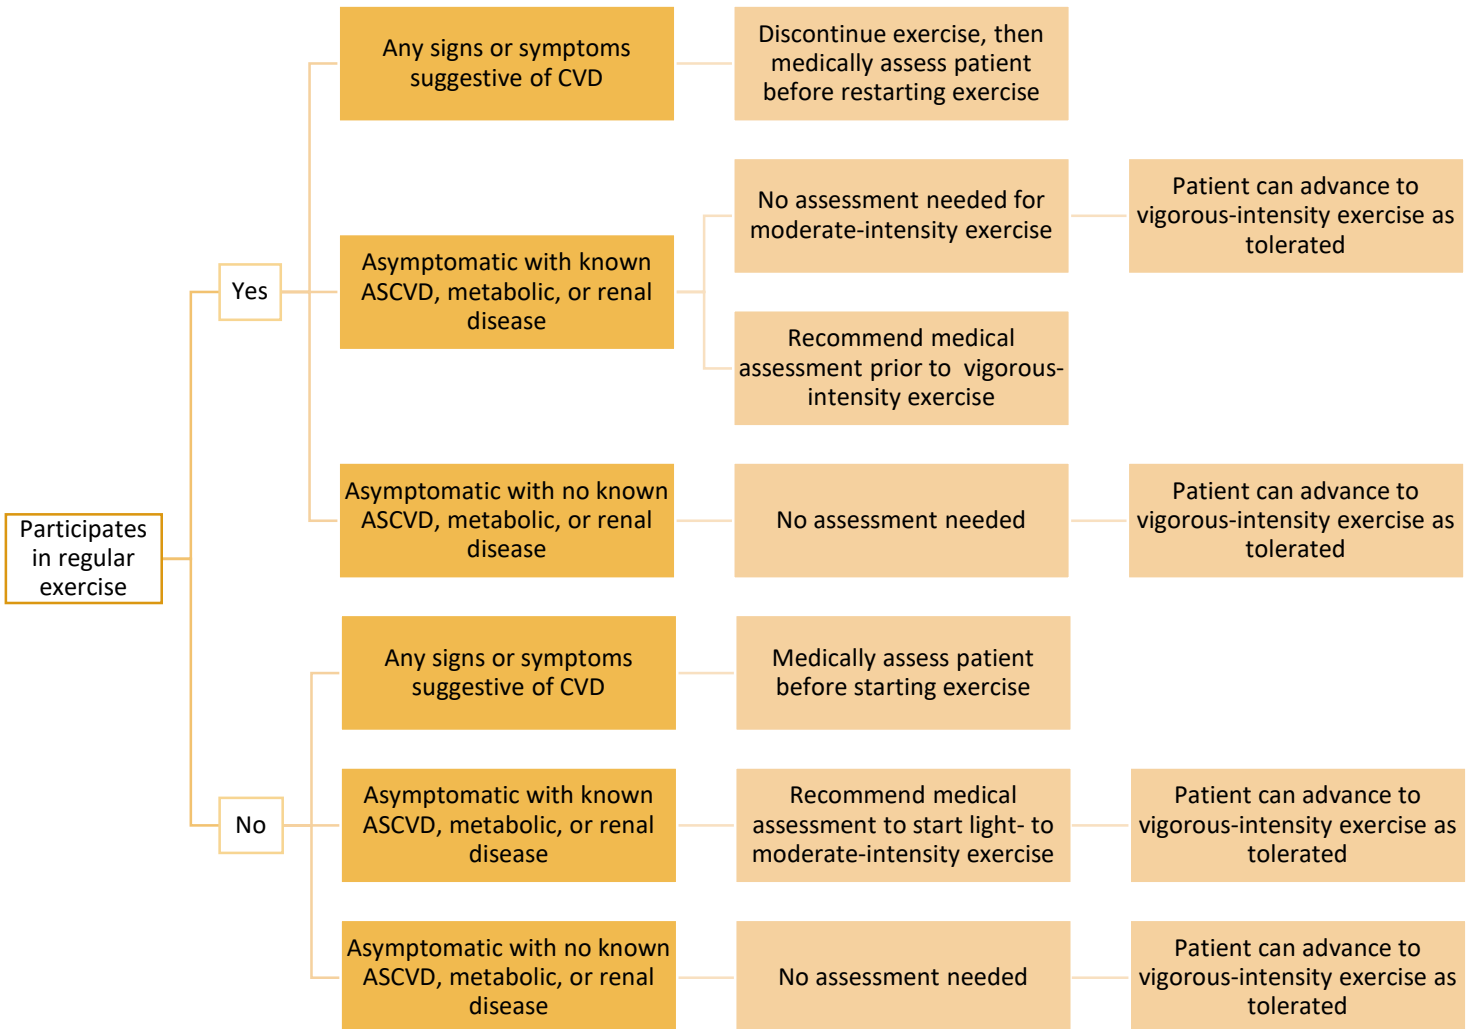 Participates
in regular
exercise
Yes
Any signs or symptoms
suggestive of CVD
Discontinue exercise, then
medically assess patient
before restarting exercise
Asymptomatic with known
ASCVD, metabolic, or renal
disease
No assessment needed for
moderate-intensity exercise
Patient can advance to
vigorous-intensity exercise as
tolerated
Recommend medical
assessment prior to vigorous-
intensity exercise
Asymptomatic with no known
ASCVD, metabolic, or renal
disease
No assessment needed
Patient can advance to
vigorous-intensity exercise as
tolerated
No
Any signs or symptoms
suggestive of CVD
Medically assess patient
before starting exercise
Asymptomatic with known
ASCVD, metabolic, or renal
disease
Recommend medical
assessment to start light- to
moderate-intensity exercise
Patient can advance to
vigorous-intensity exercise as
tolerated
Asymptomatic with no known
ASCVD, metabolic, or renal
disease
No assessment needed
Patient can advance to
vigorous-intensity exercise as
tolerated